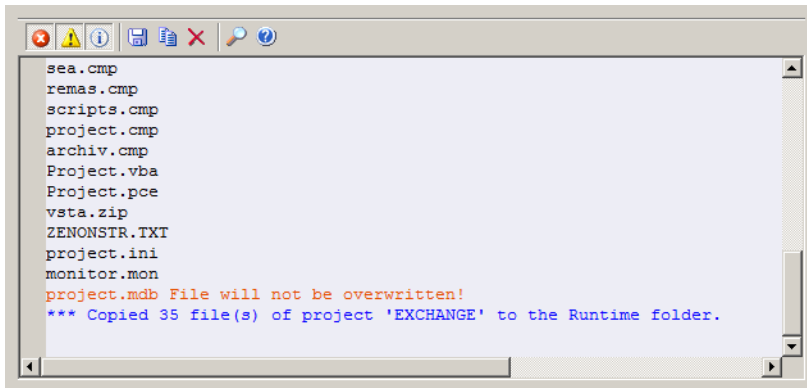 sea.cmp
remas.cmp
scripts.cmp
project.cmp
archiv.cmp
Project.vba
Project.pce
vsta.zip
ZENONSTR.TXT
project.ini
monitor.mon
project.mdb File will not be overwritten!
*** Copied 35 file(s) of project 'EXCHANGE' to the Runtime folder.